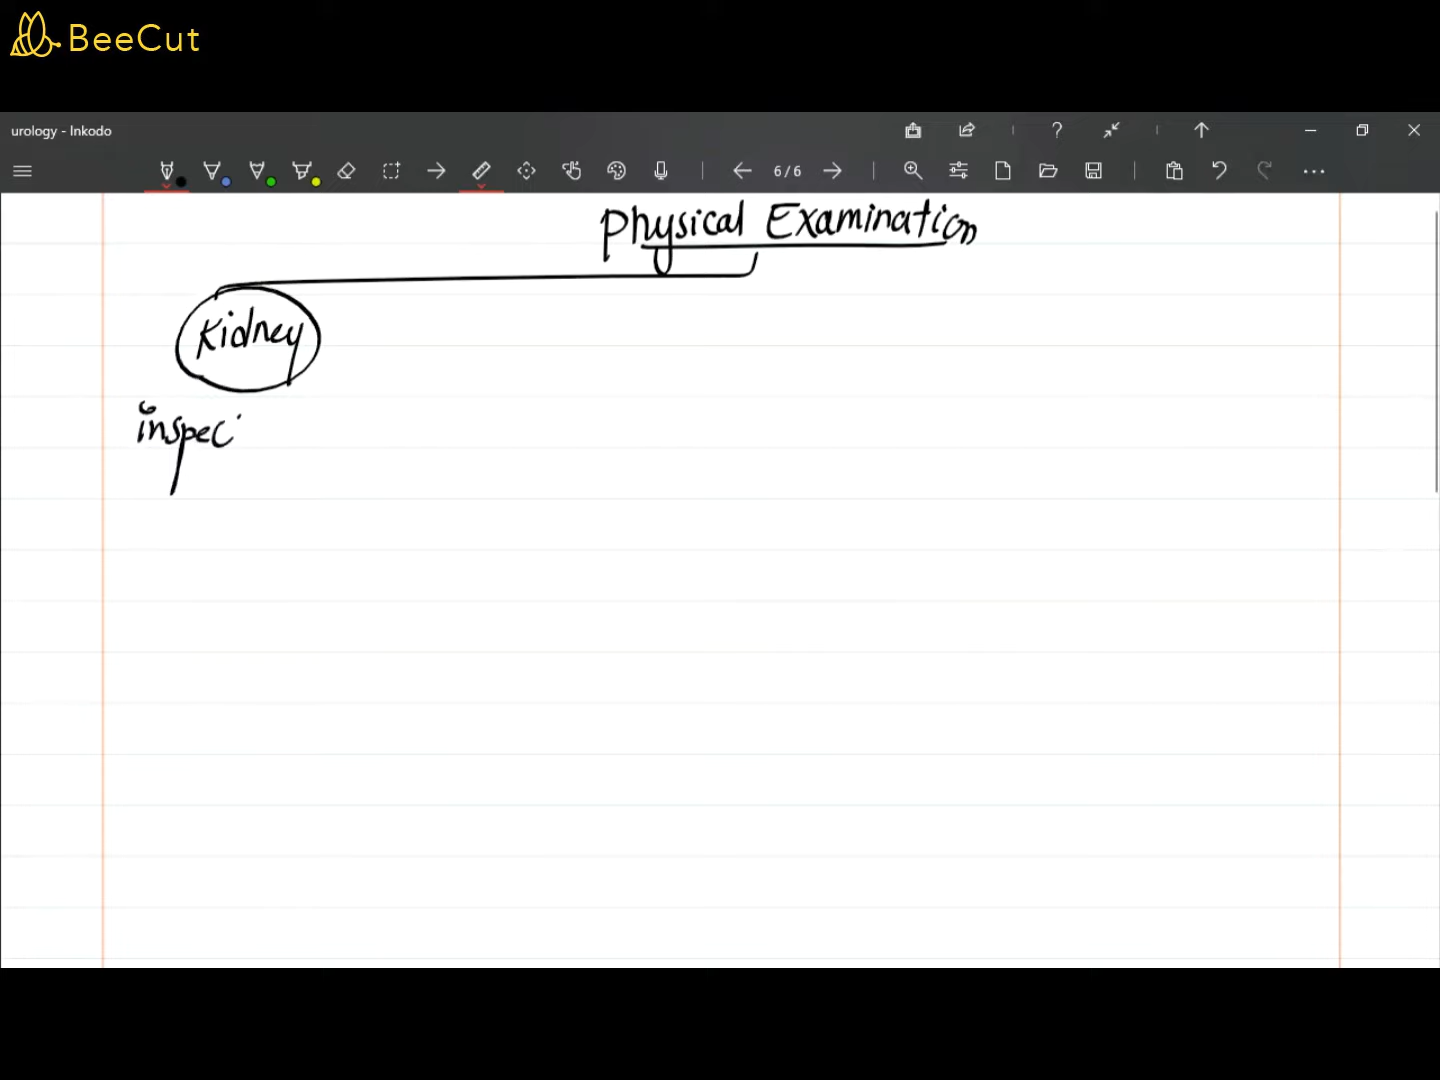 BeeCut
urology - Inkodo
6 / 6
Physical Examination
Kidney
inspec